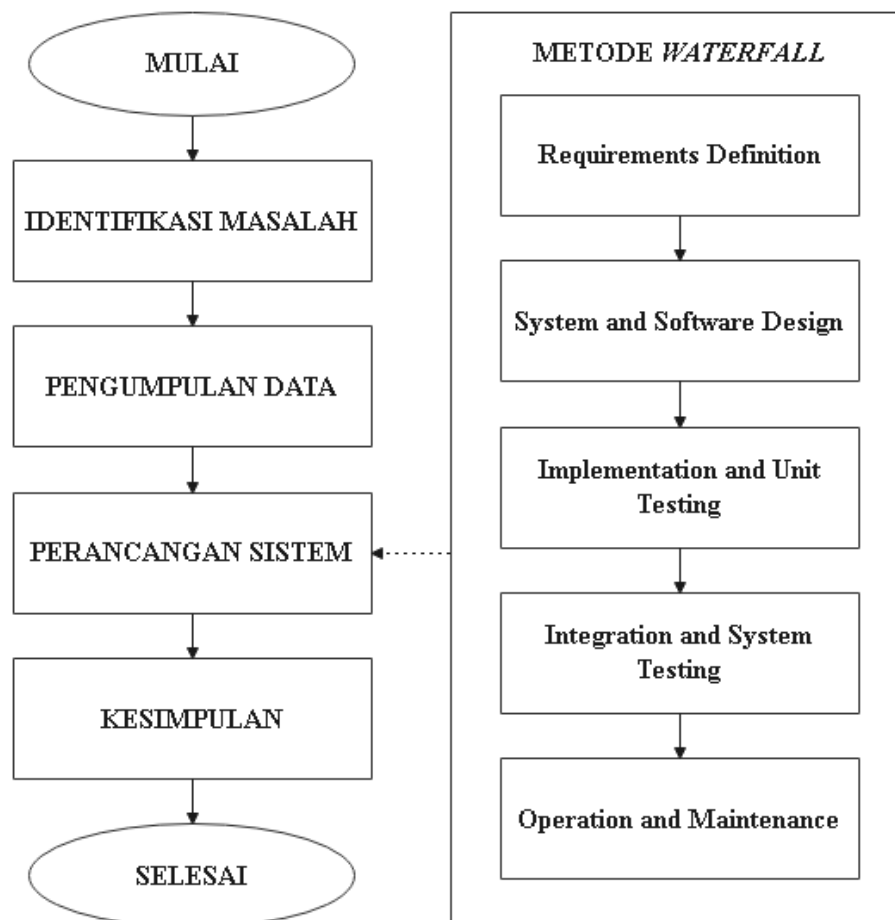 MULAI
IDENTIFIKASI MASALAH
PENGUMPULAN DATA
PERANCANGAN SISTEM
KESIMPULAN
SELESAI
METODE WATERFALL
Requirements Definition
System and Software Design
Implementation and Unit
Testing
Integration and System
Testing
Operation and Maintenance